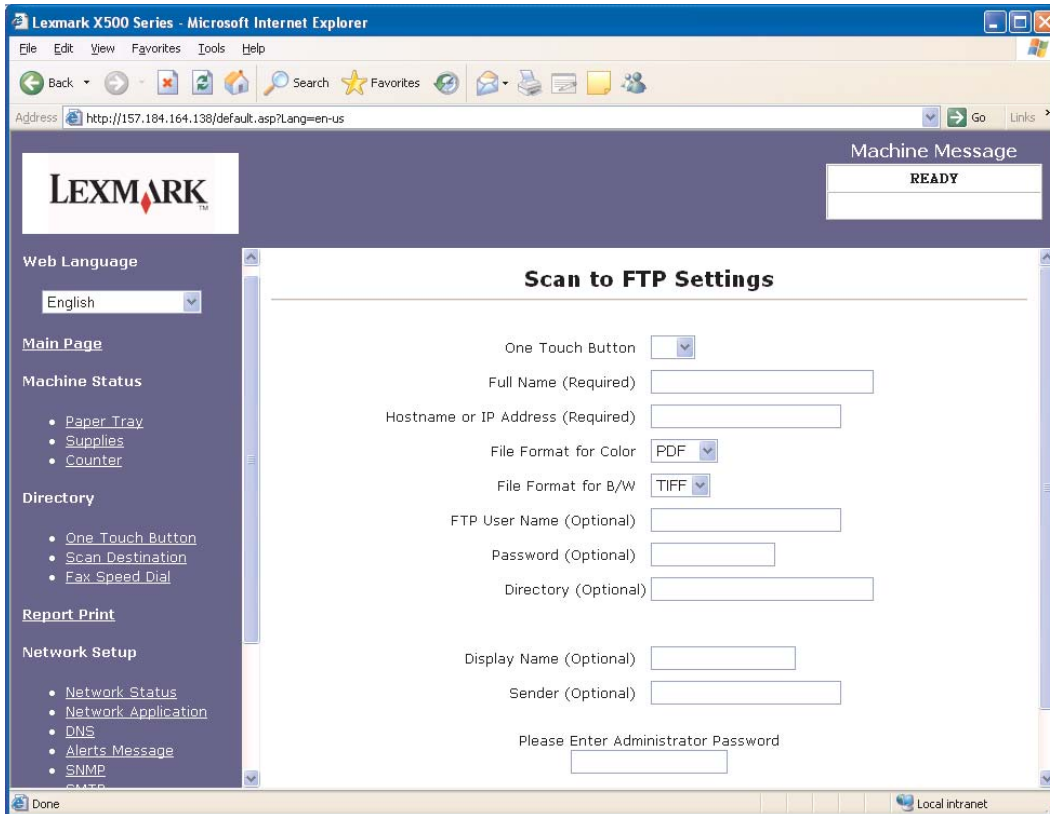 Lexmark X500 Series - Microsoft Internet Explorer
File Edit View Favorites Tools Help
Back Search Favorites
Address http://157.184.164.138/default.asp?Lang=en-us Go Links
LEXMARK TM
Machine Message
READY
Web Language
English
Main Page
Machine Status
Paper Tray
Supplies
Counter
Directory
One Touch Button
Scan Destination
Fax Speed Dial
Report Print
Network Setup
Network Status
Network Application
DNS
Alerts Message
SNMP
SMTP
Scan to FTP Settings
One Touch Button
Full Name (Required)
Hostname or IP Address (Required)
File Format for Color PDF
File Format for B/W TIFF
FTP User Name (Optional)
Password (Optional)
Directory (Optional)
Display Name (Optional)
Sender (Optional)
Please Enter Administrator Password
Done Local intranet